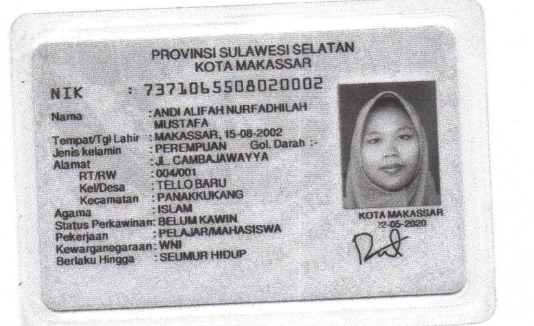 PROVINSI SULAWESI SELATAN
KOTA MAKASSAR
NIK : 7371065508020002
Nama : ANDI ALIFAH NURFADHILAH
MUSTAFA
Tempat/Tgl Lahir : MAKASSAR, 15-08-2002
Jenis kelamin : PEREMPUAN Gol. Darah :-
Alamat : JL. CAMBAJAWAYYA
RT/RW : 004/001
Kel/Desa : TELLO BARU
Kecamatan : PANAKKUKANG
Agama : ISLAM
Status Perkawinan: BELUM KAWIN
Pekerjaan : PELAJAR/MAHASISWA
Kewarganegaraan: WNI
Berlaku Hingga : SEUMUR HIDUP
KOTA MAKASSAR
22-05-2020